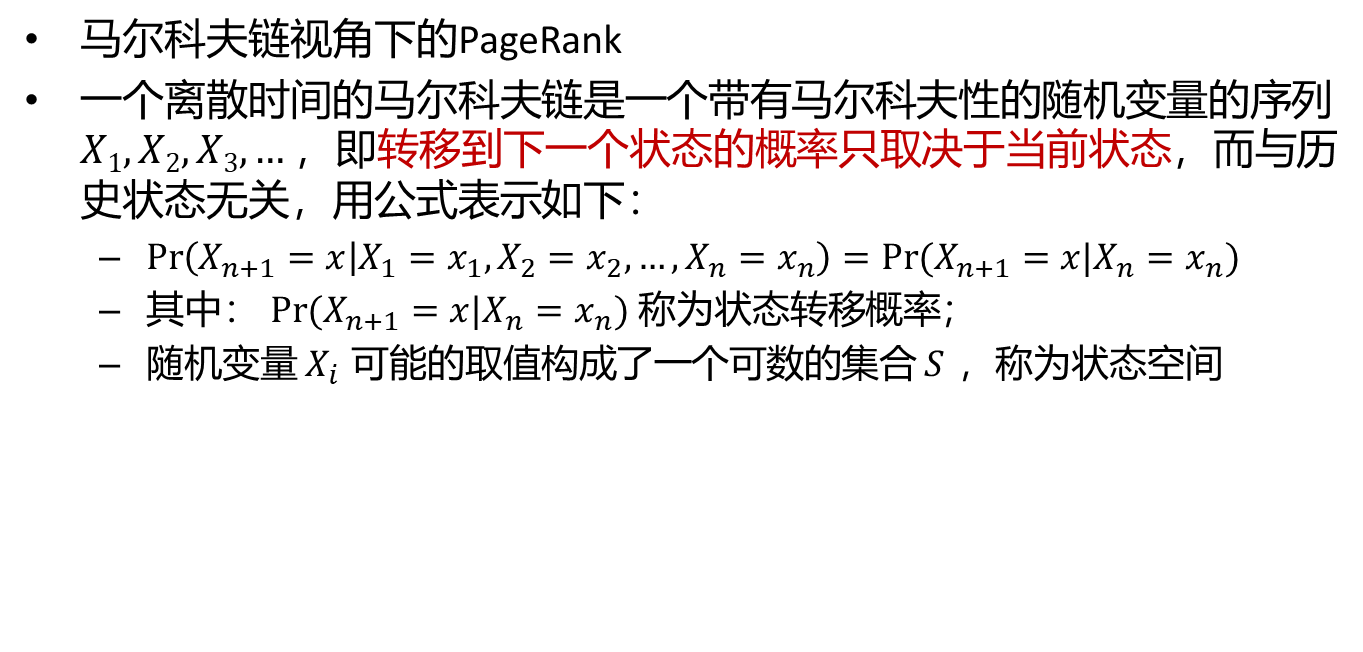 • 马尔科夫链视角下的PageRank
• 一个离散时间的马尔科夫链是一个带有马尔科夫性的随机变量的序列
X₁, X₂, X₃, … ，即转移到下一个状态的概率只取决于当前状态，而与历
史状态无关，用公式表示如下：
– Pr(Xₙ₊₁ = x|X₁ = x₁, X₂ = x₂, … , Xₙ = xₙ) = Pr(Xₙ₊₁ = x|Xₙ = xₙ)
– 其中： Pr(Xₙ₊₁ = x|Xₙ = xₙ) 称为状态转移概率；
– 随机变量 Xᵢ 可能的取值构成了一个可数的集合 S ，称为状态空间